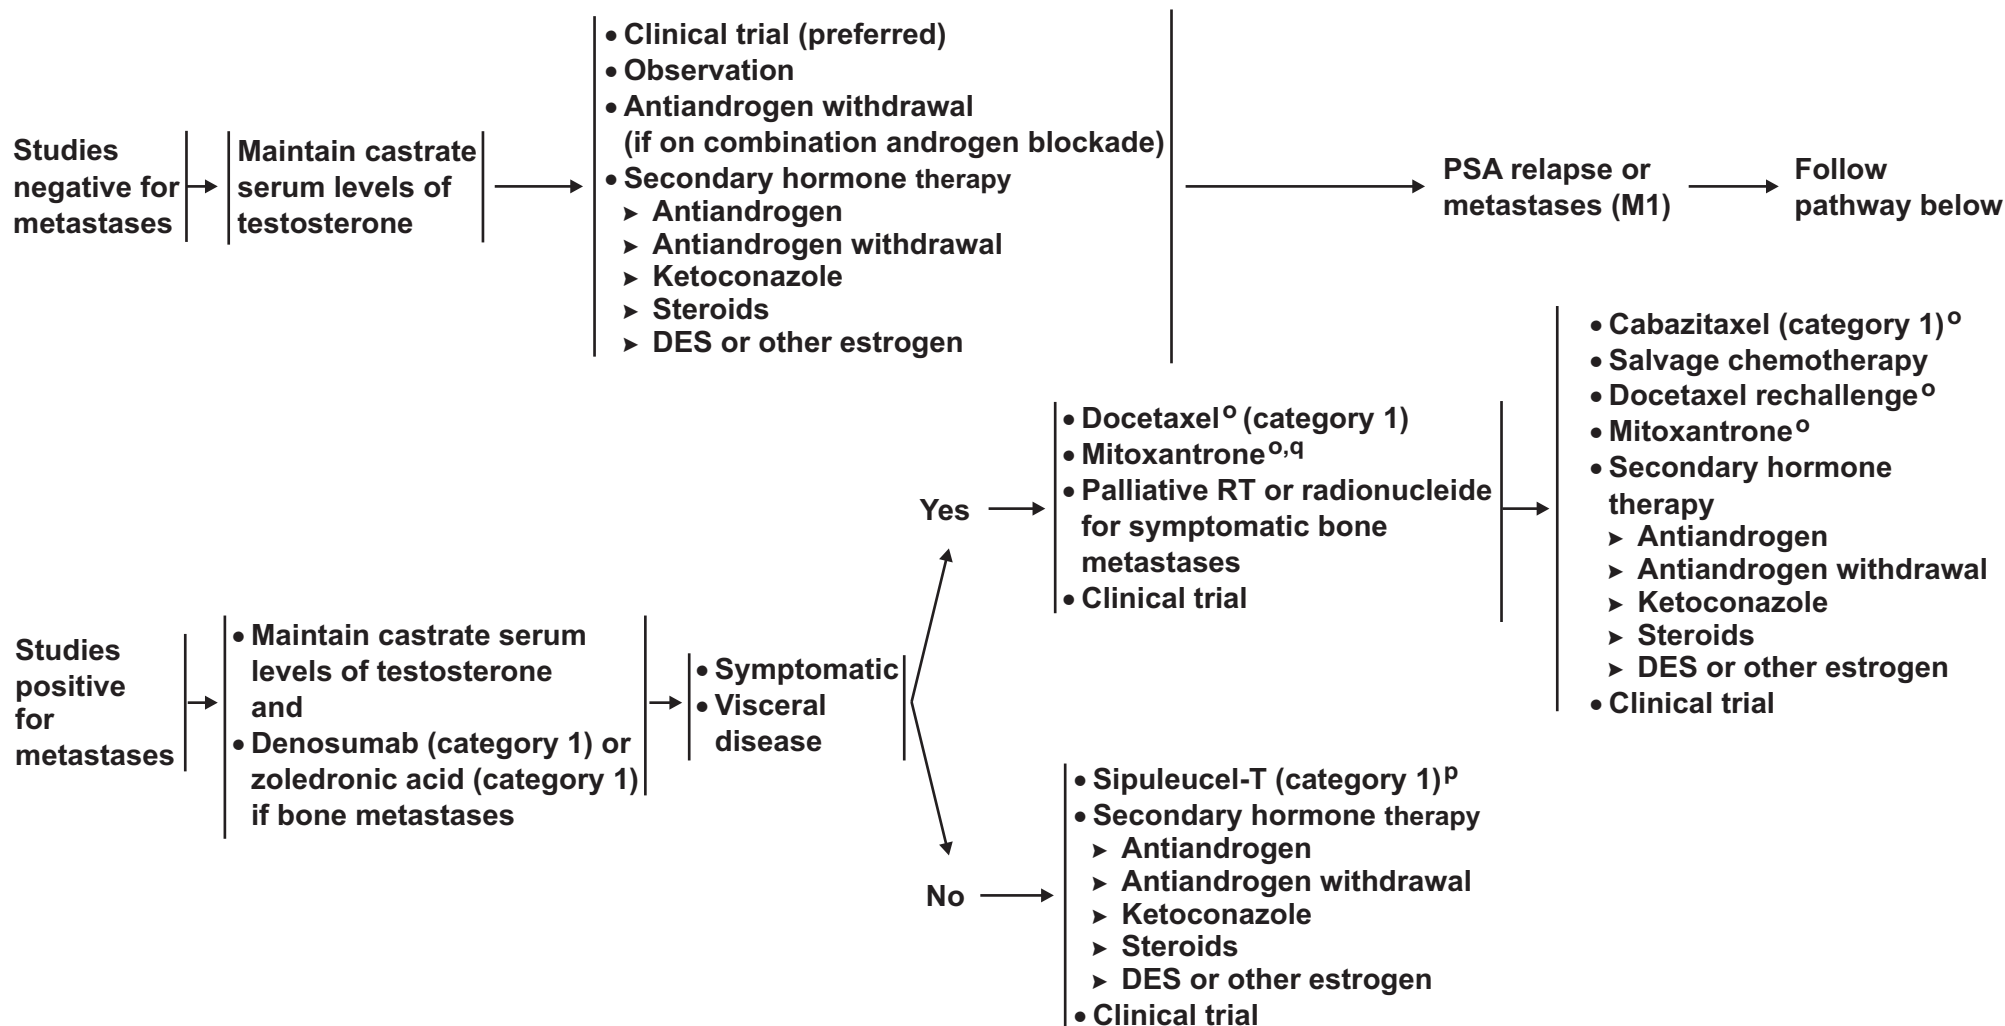 Studies
negative for
metastases
Maintain castrate
serum levels of
testosterone
• Clinical trial (preferred)
• Observation
• Antiandrogen withdrawal
(if on combination androgen blockade)
• Secondary hormone therapy
➤ Antiandrogen
➤ Antiandrogen withdrawal
➤ Ketoconazole
➤ Steroids
➤ DES or other estrogen
PSA relapse or
metastases (M1)
Follow
pathway below
Studies
positive
for
metastases
• Maintain castrate serum
levels of testosterone
and
• Denosumab (category 1) or
zoledronic acid (category 1)
if bone metastases
• Symptomatic
• Visceral
disease
Yes
• Docetaxel o (category 1)
• Mitoxantrone o,q
• Palliative RT or radionucleide
for symptomatic bone
metastases
• Clinical trial
• Cabazitaxel (category 1) o
• Salvage chemotherapy
• Docetaxel rechallenge o
• Mitoxantrone o
• Secondary hormone
therapy
➤ Antiandrogen
➤ Antiandrogen withdrawal
➤ Ketoconazole
➤ Steroids
➤ DES or other estrogen
• Clinical trial
No
• Sipuleucel-T (category 1) p
• Secondary hormone therapy
➤ Antiandrogen
➤ Antiandrogen withdrawal
➤ Ketoconazole
➤ Steroids
➤ DES or other estrogen
• Clinical trial